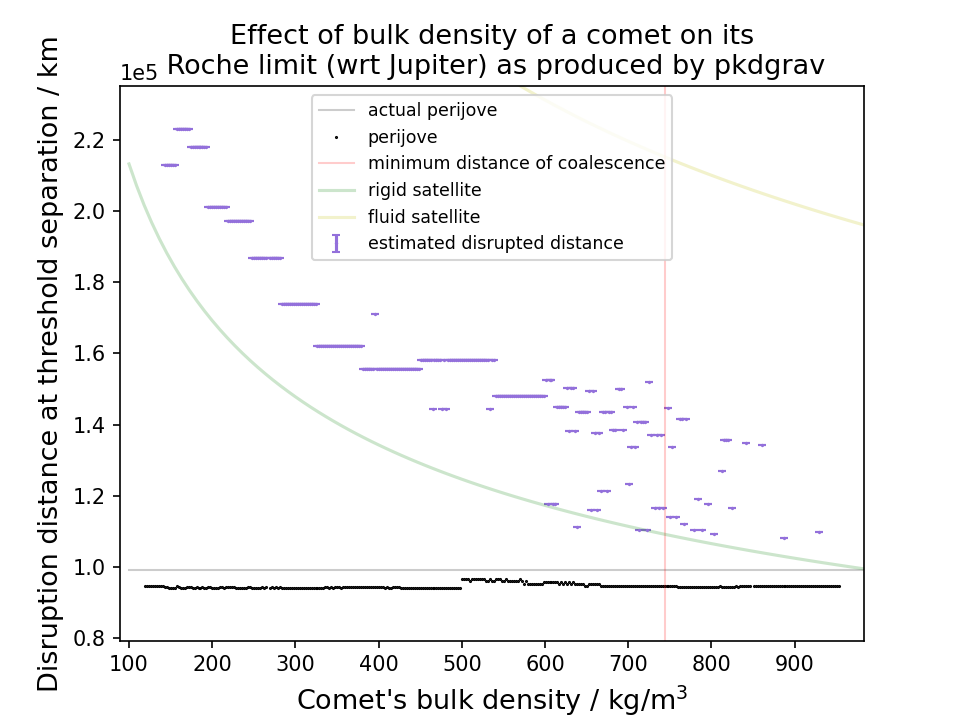 Effect of bulk density of a comet on its
Roche limit (wrt Jupiter) as produced by pkdgrav
1e5
Disruption distance at threshold separation / km
2.2
2.0
1.8
1.6
1.4
1.2
1.0
0.8
actual perijove
perijove
minimum distance of coalescence
rigid satellite
fluid satellite
estimated disrupted distance
100 200 300 400 500 600 700 800 900
Comet's bulk density / kg/m³